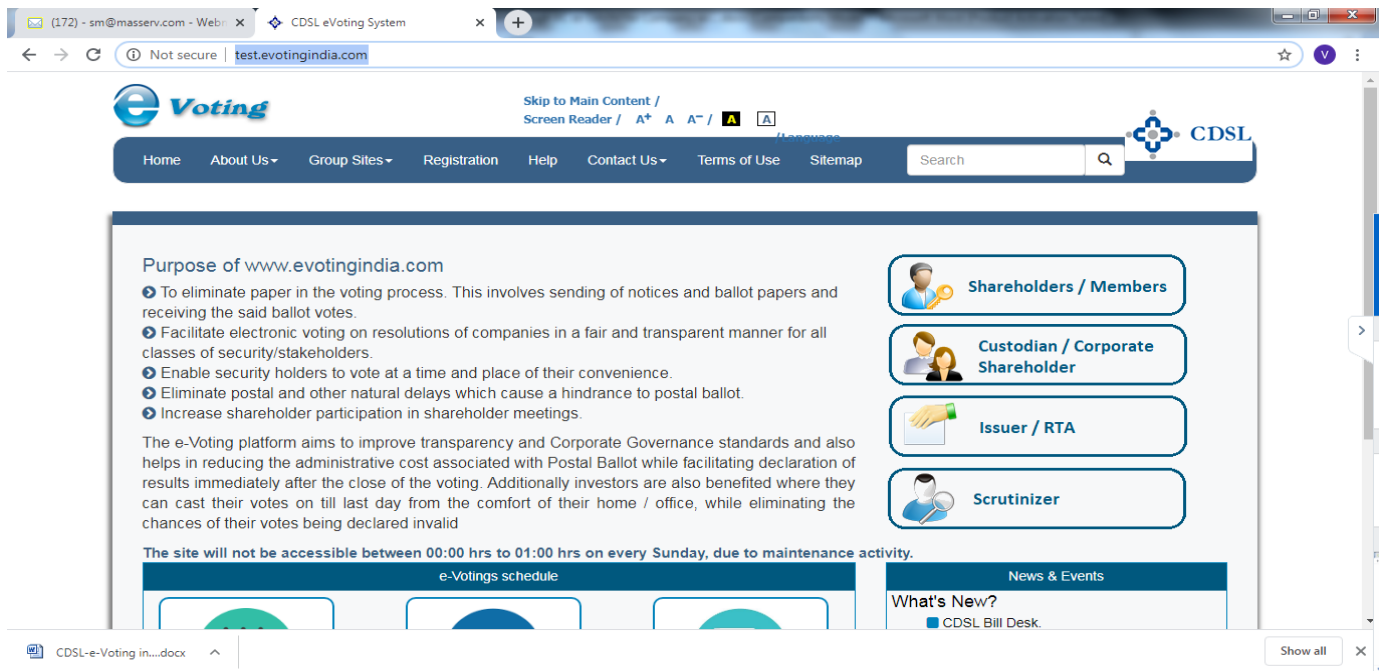 (172) - sm@masserv.com - Webm
CDSL eVoting System
Not secure | test.evotingindia.com
V
e Voting
Skip to Main Content /
Screen Reader / A+ A A- / A A
/Language
CDSL
Home About Us Group Sites Registration Help Contact Us Terms of Use Sitemap Search
Purpose of www.evotingindia.com
To eliminate paper in the voting process. This involves sending of notices and ballot papers and
receiving the said ballot votes.
Facilitate electronic voting on resolutions of companies in a fair and transparent manner for all
classes of security/stakeholders.
Enable security holders to vote at a time and place of their convenience.
Eliminate postal and other natural delays which cause a hindrance to postal ballot.
Increase shareholder participation in shareholder meetings.
The e-Voting platform aims to improve transparency and Corporate Governance standards and also
helps in reducing the administrative cost associated with Postal Ballot while facilitating declaration of
results immediately after the close of the voting. Additionally investors are also benefited where they
can cast their votes on till last day from the comfort of their home / office, while eliminating the
chances of their votes being declared invalid
Shareholders / Members
Custodian / Corporate
Shareholder
Issuer / RTA
Scrutinizer
The site will not be accessible between 00:00 hrs to 01:00 hrs on every Sunday, due to maintenance activity.
e-Votings schedule
News & Events
What's New?
CDSL Bill Desk.
CDSL-e-Voting in....docx
Show all